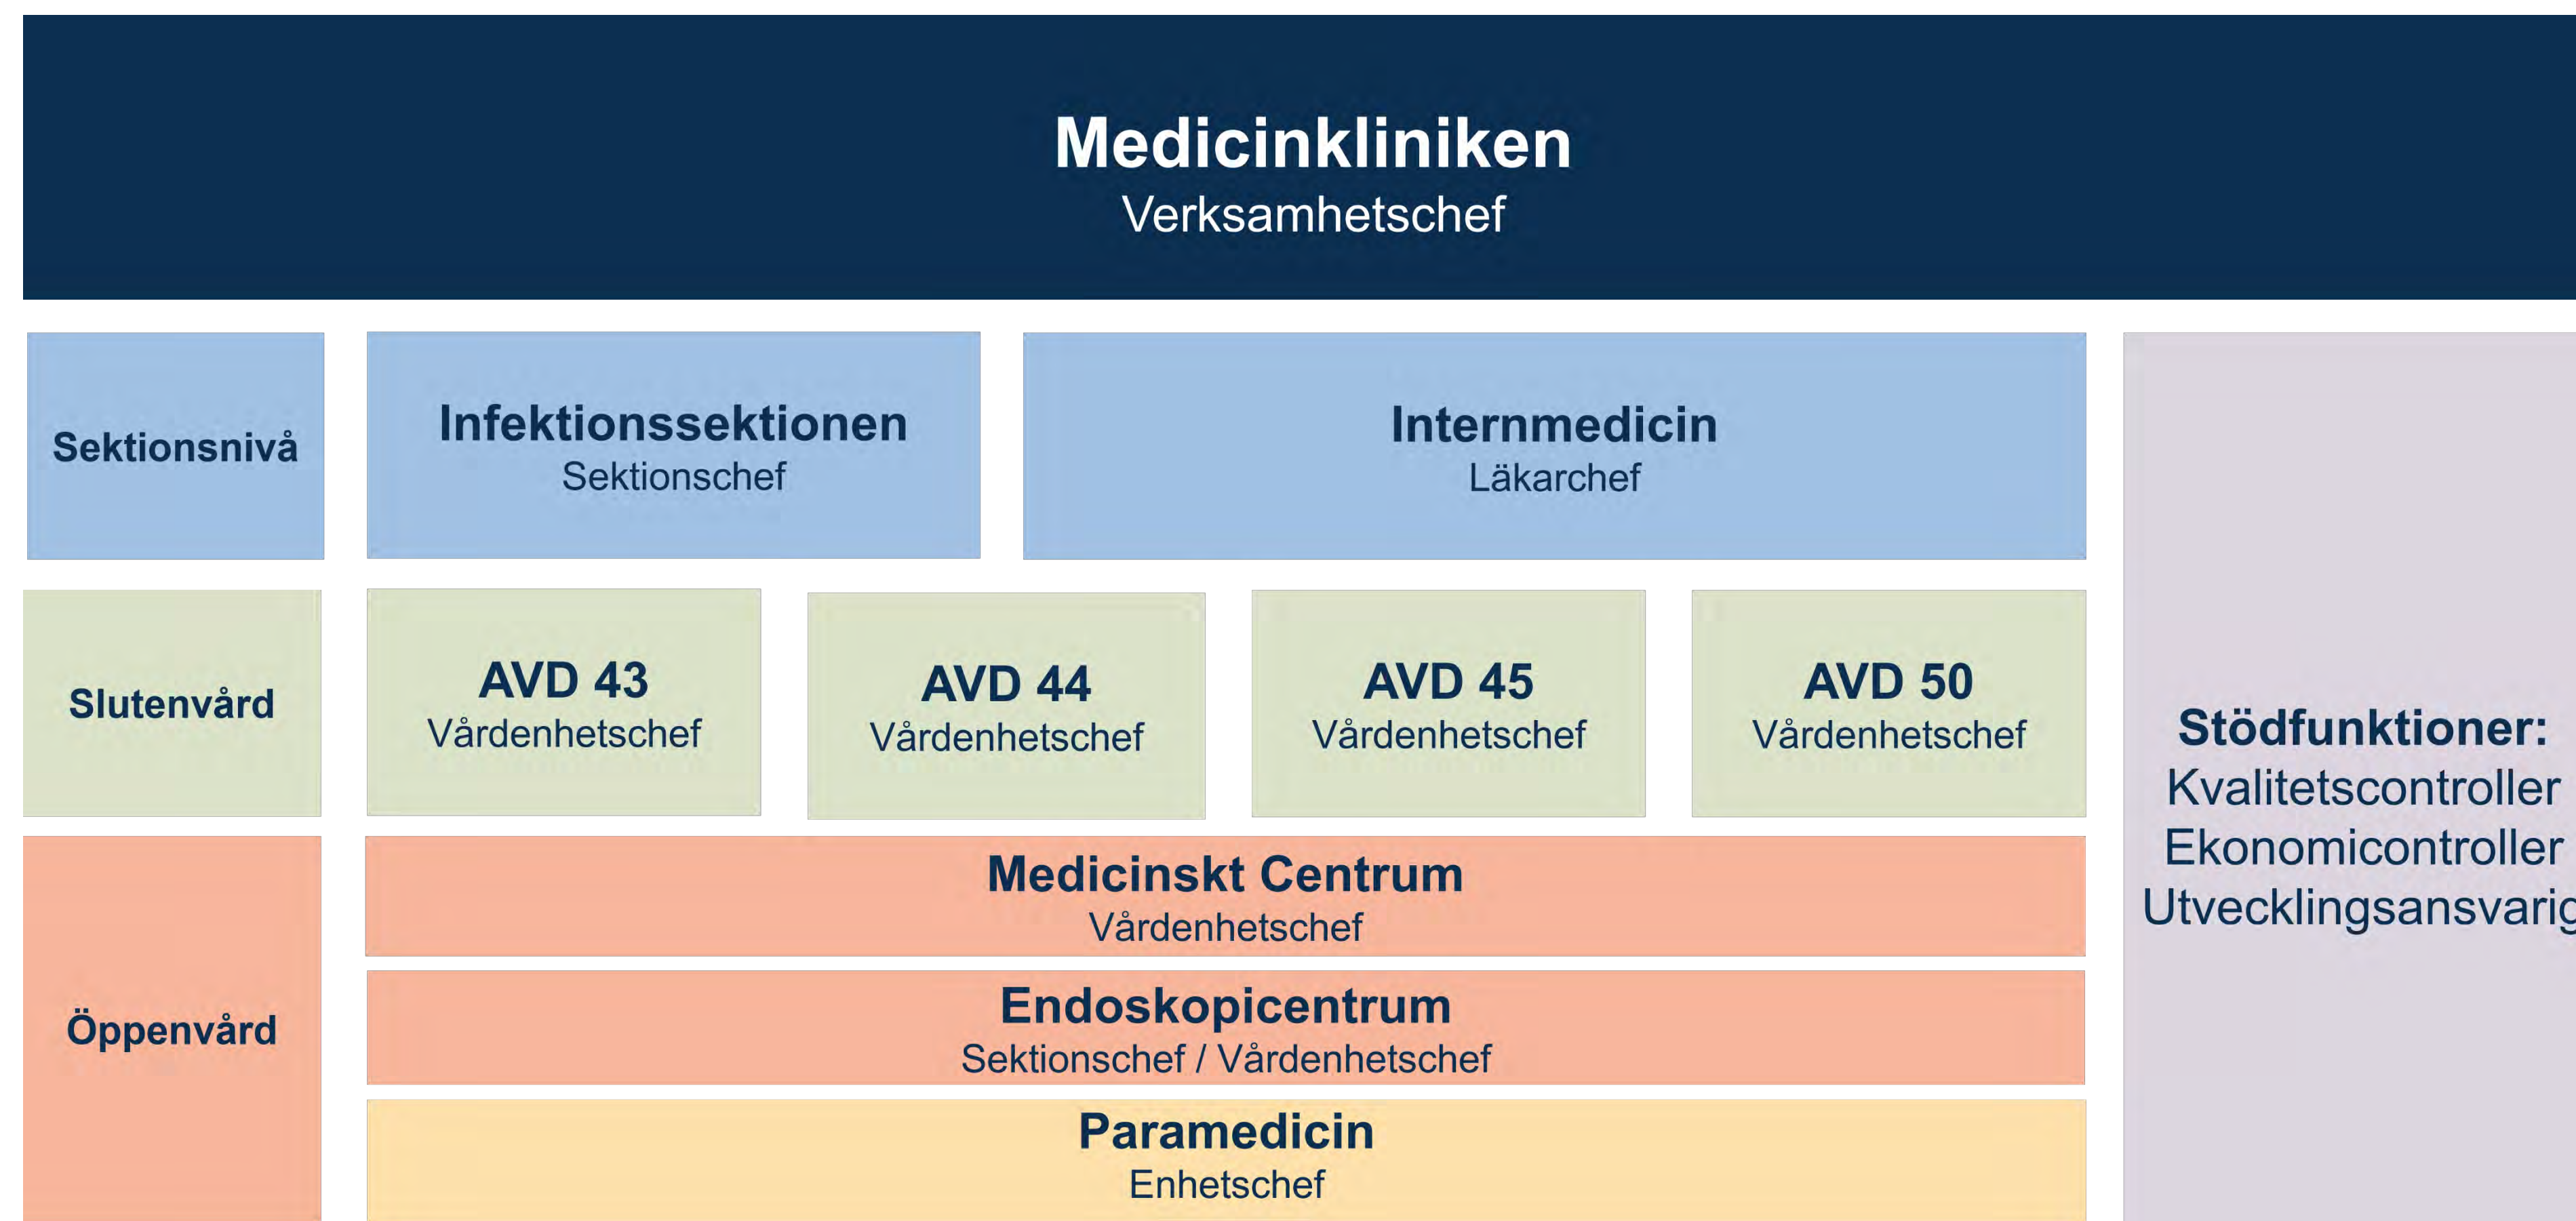 Medicinkliniken
Verksamhetschef
Sektionsnivå
Infektionssektionen
Sektionschef
Internmedicin
Läkarchef
Slutenvård
AVD 43
Vårdenhetschef
AVD 44
Vårdenhetschef
AVD 45
Vårdenhetschef
AVD 50
Vårdenhetschef
Öppenvård
Medicinskt Centrum
Vårdenhetschef
Endoskopicentrum
Sektionschef / Vårdenhetschef
Paramedicin
Enhetschef
Stödfunktioner:
Kvalitetscontroller
Ekonomicontroller
Utvecklingsansvarig